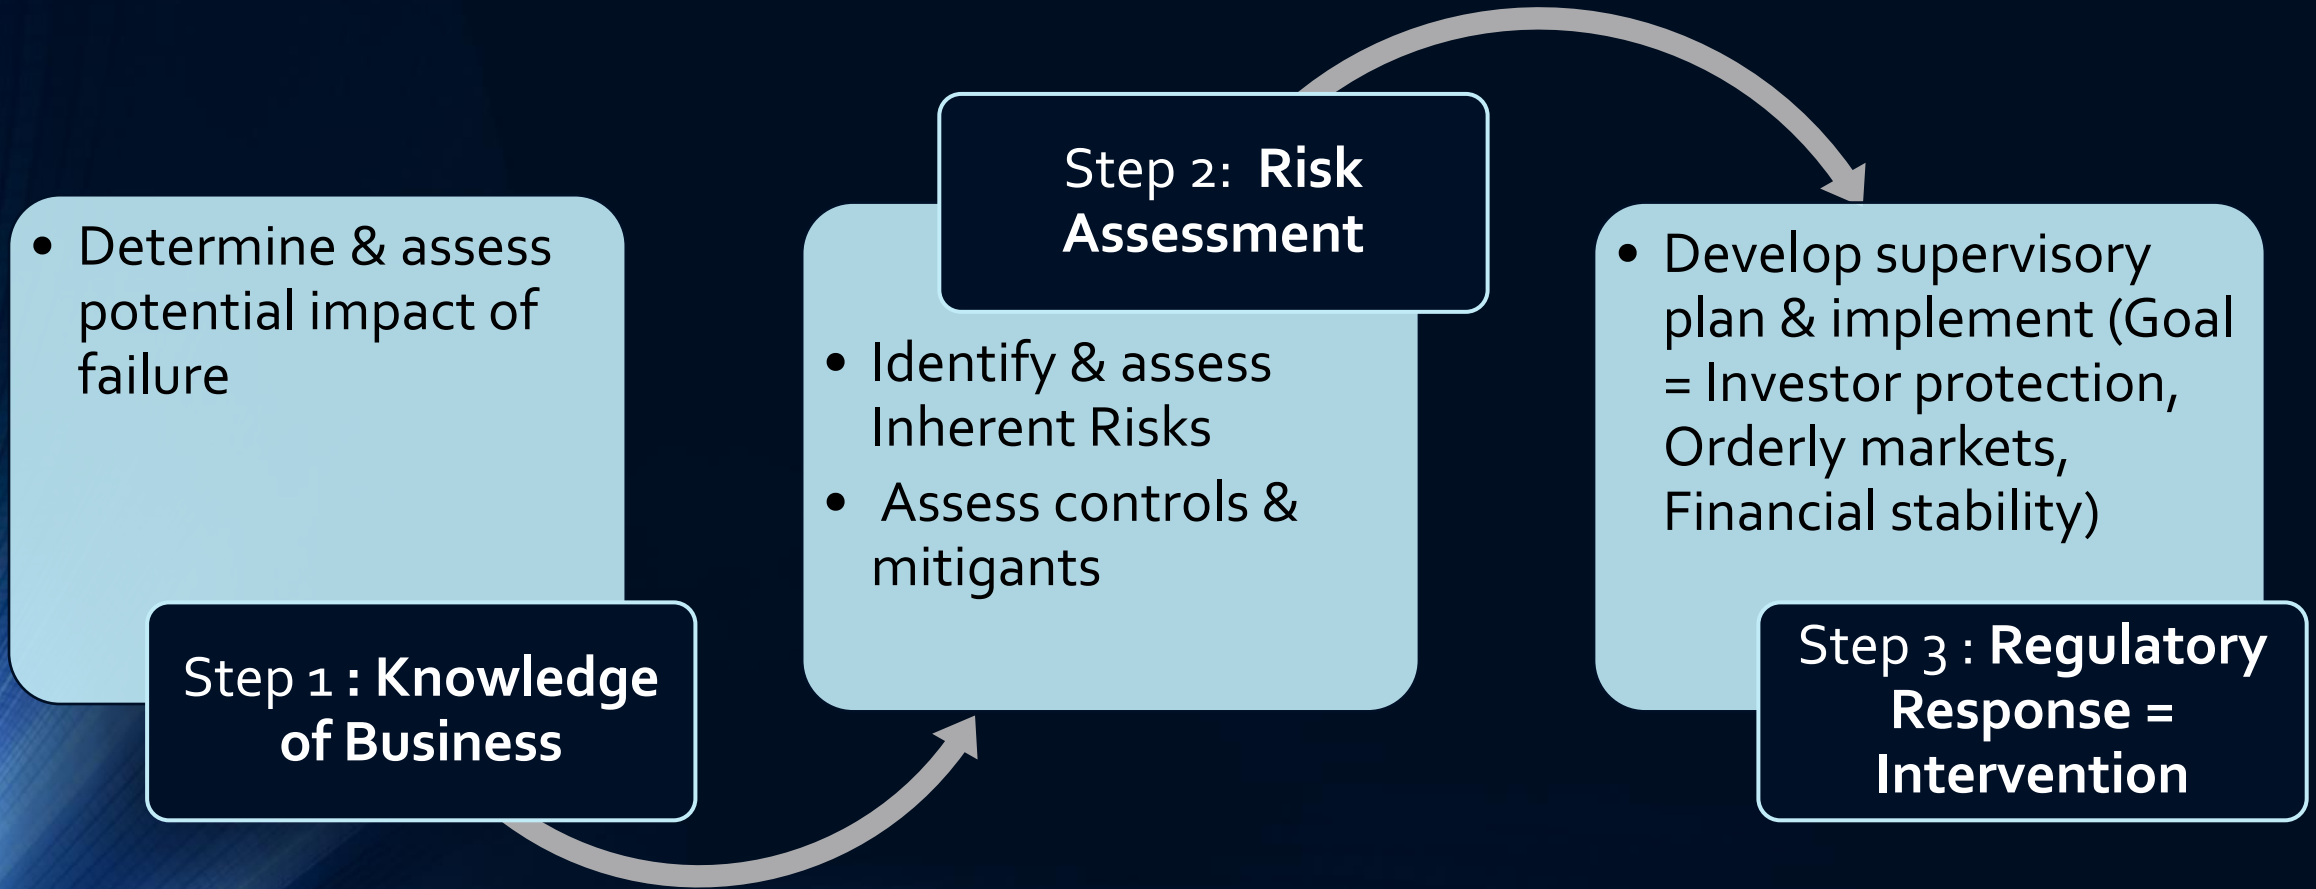 • Determine & assess
potential impact of
failure
Step 1 : Knowledge
of Business
Step 2: Risk
Assessment
• Identify & assess
Inherent Risks
• Assess controls &
mitigants
• Develop supervisory
plan & implement (Goal
= Investor protection,
Orderly markets,
Financial stability)
Step 3 : Regulatory
Response =
Intervention